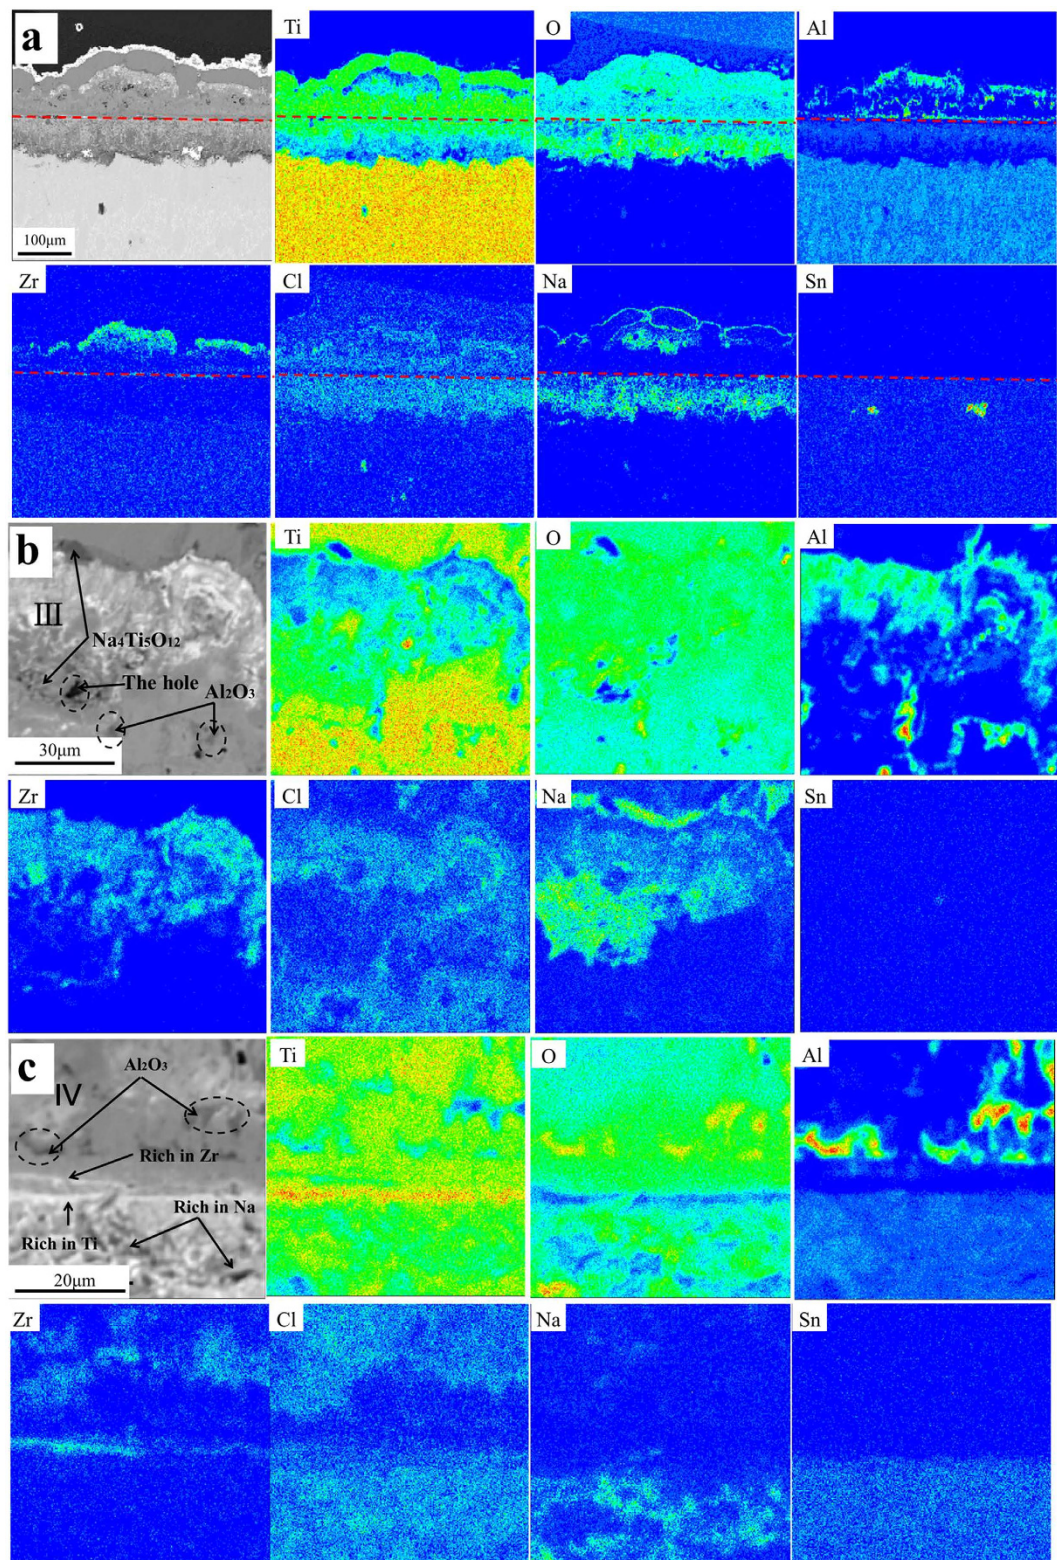 a
Ti
O
Al
100μm
Zr
Cl
Na
Sn
b
Ti
O
Al
Ⅲ
Na₄Ti₅O₁₂
The hole
Al₂O₃
30μm
Zr
Cl
Na
Sn
c
Ti
O
Al
Al₂O₃
Ⅳ
Rich in Zr
Rich in Na
Rich in Ti
20μm
Zr
Cl
Na
Sn